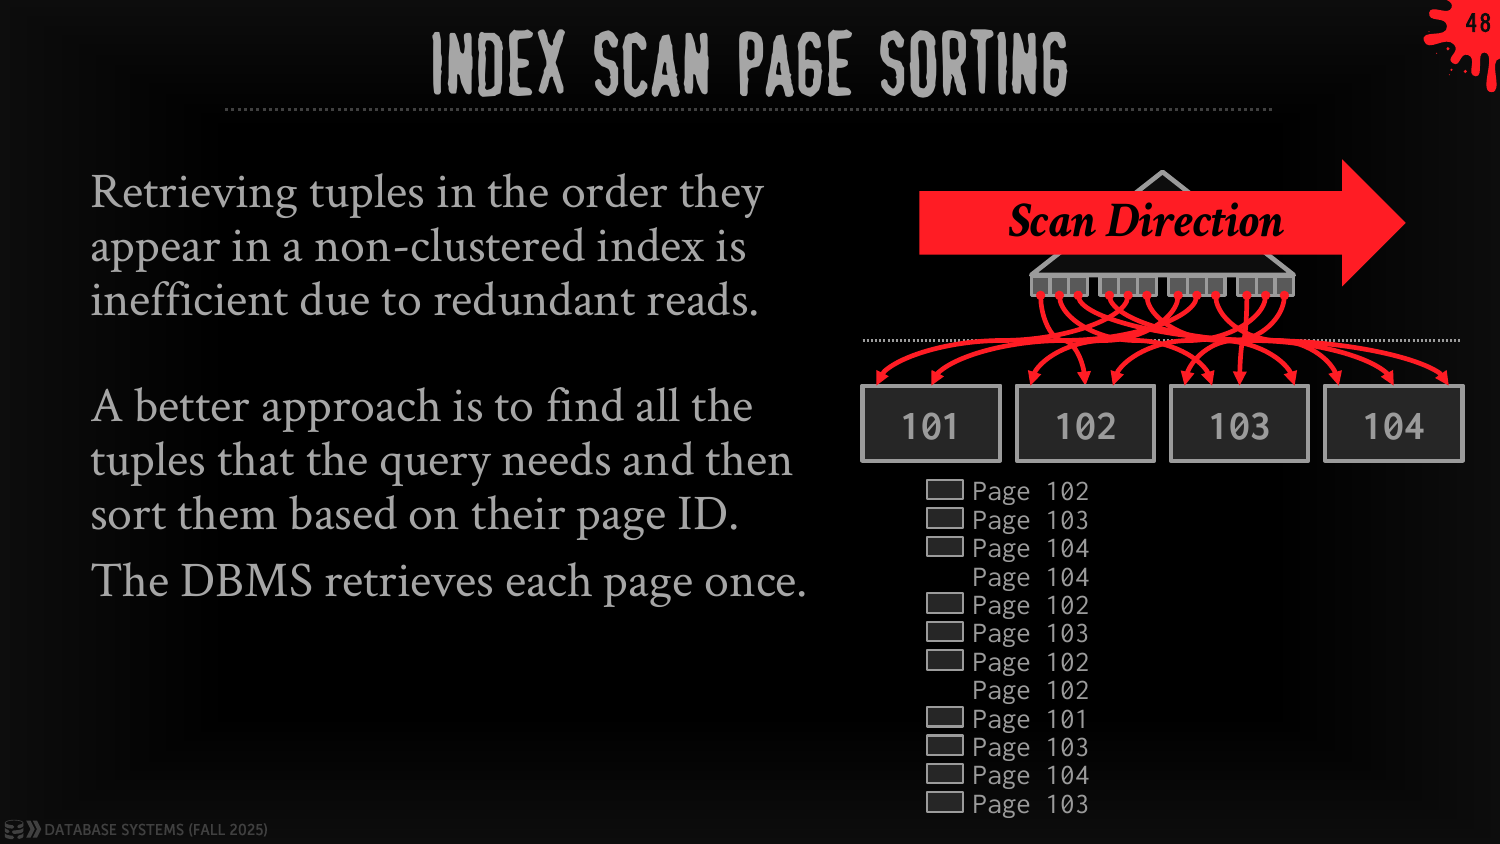 48
INDEX SCAN PAGE SORTING
Retrieving tuples in the order they
appear in a non-clustered index is
inefficient due to redundant reads.
A better approach is to find all the
tuples that the query needs and then
sort them based on their page ID.
The DBMS retrieves each page once.
Scan Direction
101 102 103 104
Page 102
Page 103
Page 104
Page 104
Page 102
Page 103
Page 102
Page 102
Page 101
Page 103
Page 104
Page 103
DATABASE SYSTEMS (FALL 2025)